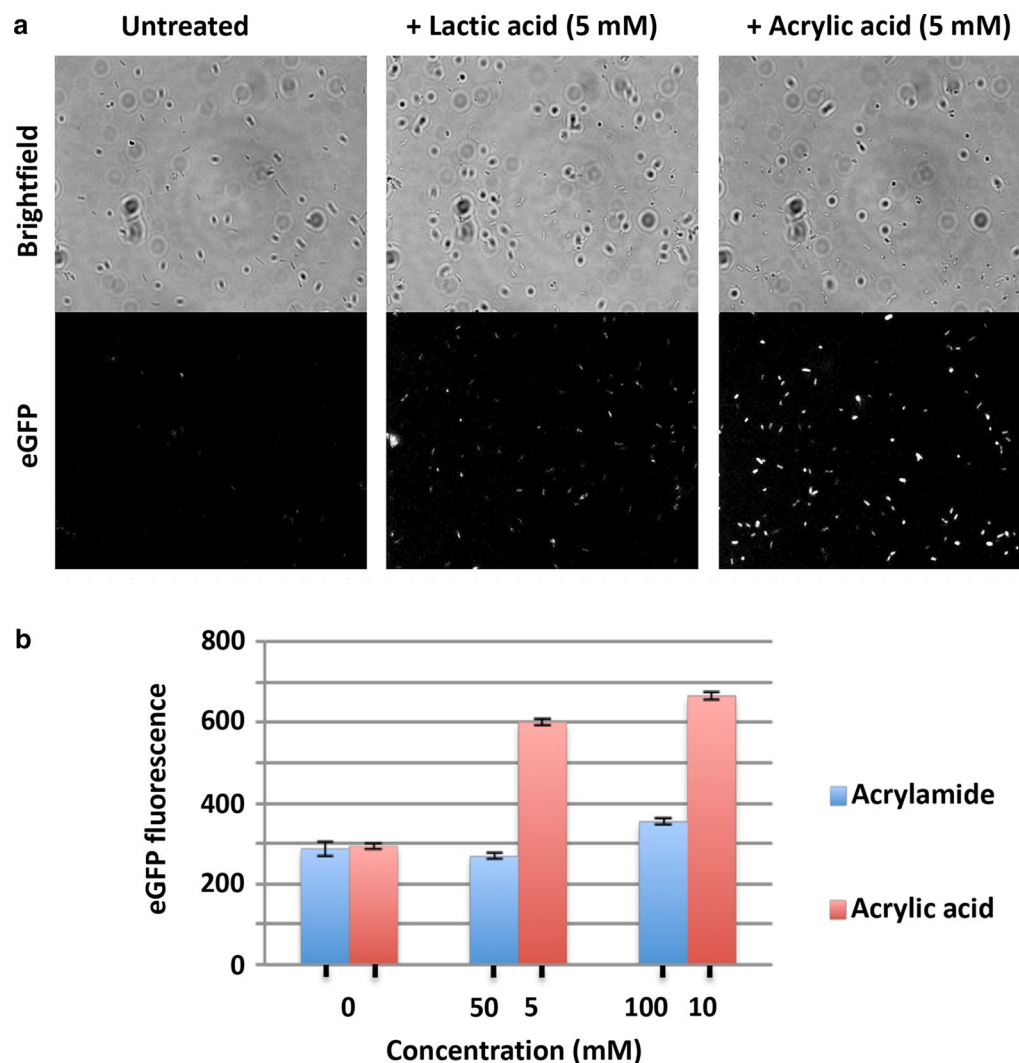 a
Untreated
+ Lactic acid (5 mM)
+ Acrylic acid (5 mM)
Brightfield
eGFP
b
eGFP fluorescence
800
600
400
200
0
0
50
5
100
10
Concentration (mM)
Acrylamide
Acrylic acid